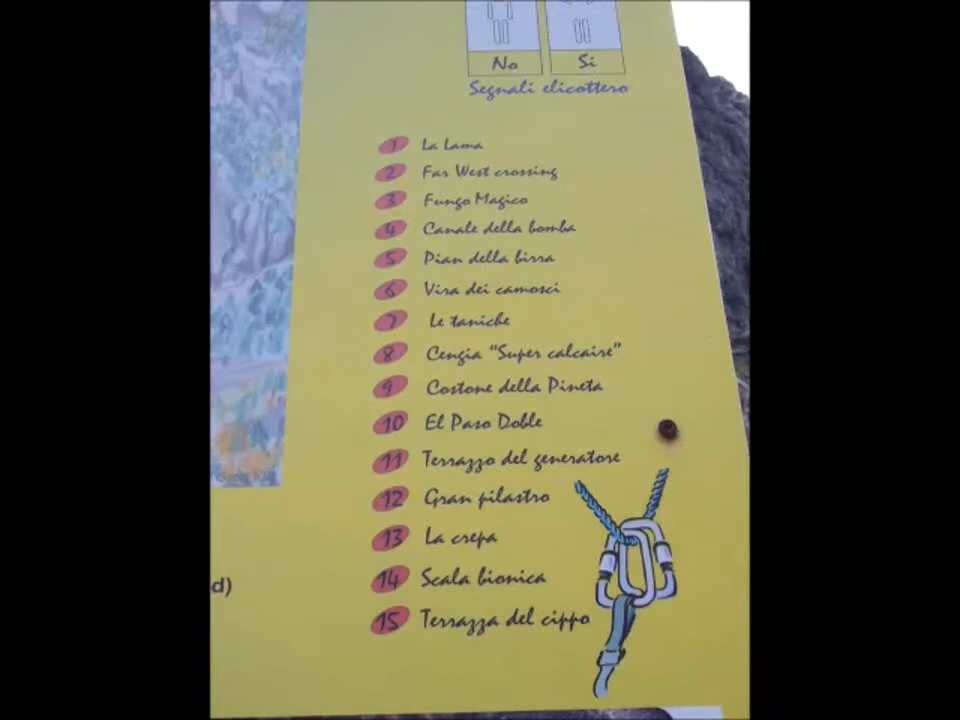 No
Si
Segnali elicottero
1 La Lama
2 Far West crossing
3 Fungo Magico
4 Canale della bomba
5 Pian della birra
6 Vira dei camosci
7 Le taniche
8 Cengia "Super calcaire"
9 Costone della Pineta
10 El Paso Doble
11 Terrazzo del generatore
12 Gran pilastro
13 La crepa
d)
14 Scala bionica
15 Terrazza del cippo